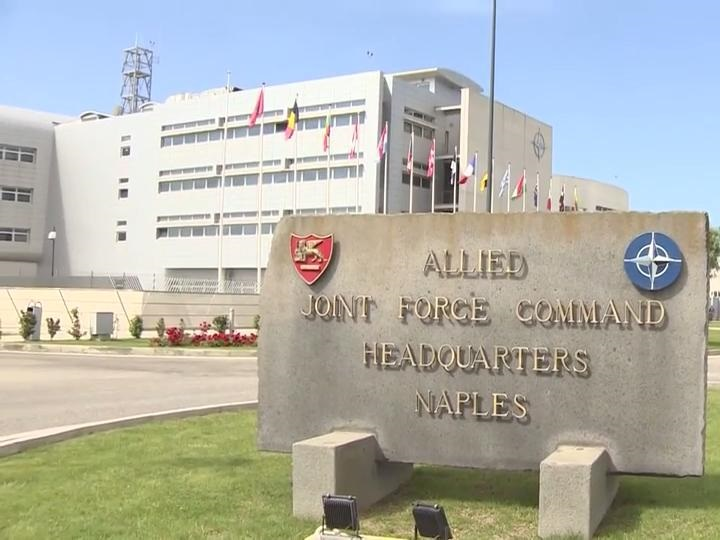 ALLIED
JOINT FORCE COMMAND
HEADQUARTERS
NAPLES